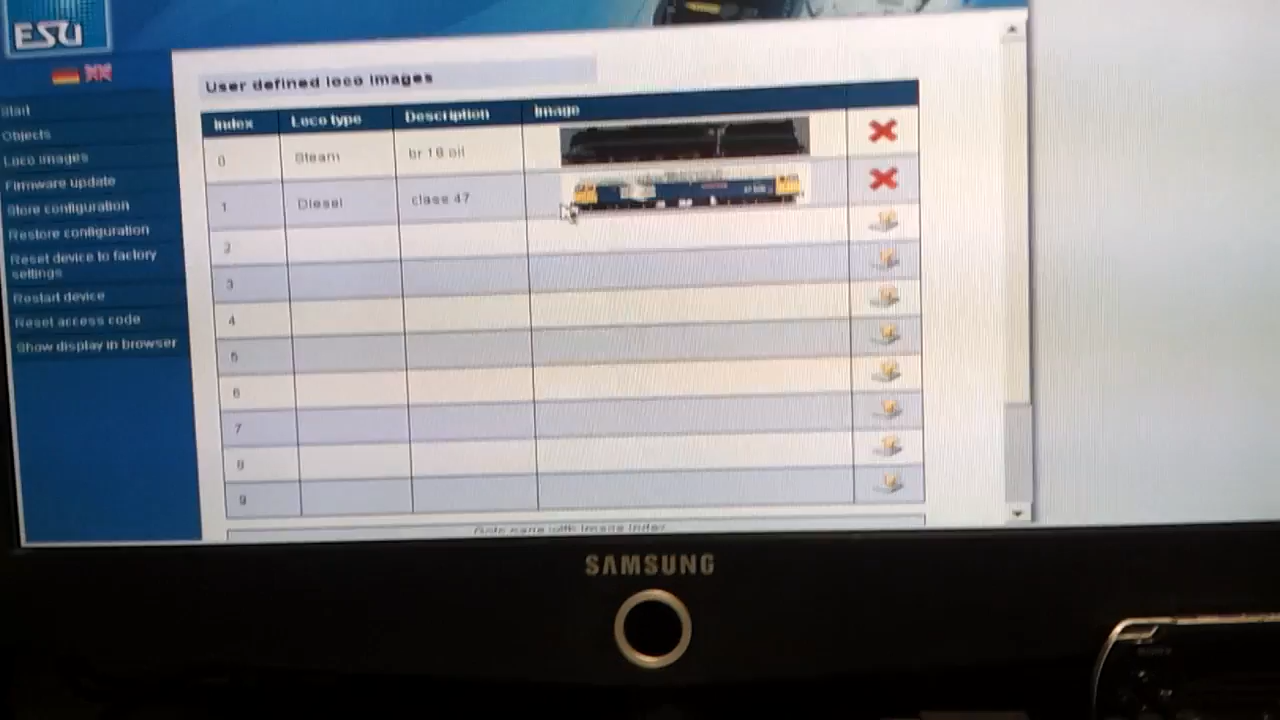 ESU
Start
Objects
Loco images
Firmware update
Store configuration
Restore configuration
Reset device to factory
settings
Restart device
Reset access code
Show display in browser
User defined loco images
Index Loco type Description Image
0 Steam br 18 oil
1 Diesel class 47
2
3
4
5
6
7
8
9
SAMSUNG